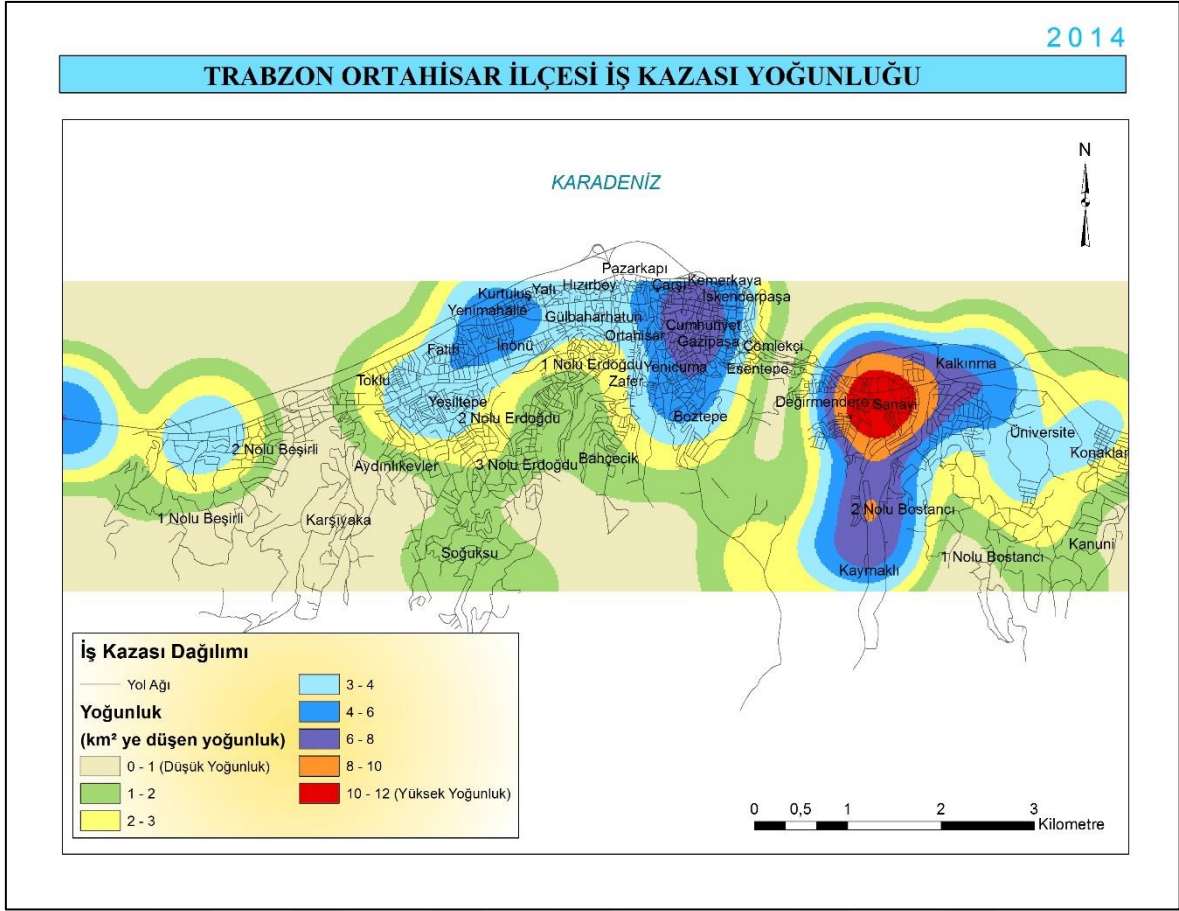 2014
TRABZON ORTAHİSAR İLÇESİ İŞ KAZASI YOĞUNLUĞU
N
KARADENİZ
Pazarkapı
Kemerkaya
Çarşı
Hızırbey
Yalı
Kurtuluş
İskenderpaşa
Yenimahalle
Gülbaharhatun
Cumhuriyet
Ortahisar
Gazipaşa
İnönü
Fatih
Çömlekçi
1 Nolu Erdoğdu
Yenicuma
Esentepe
Kalkınma
Toklu
Zafer
Yeşiltepe
Değirmendere
Sanayi
2 Nolu Erdoğdu
Boztepe
Üniversite
2 Nolu Beşirli
Konaklar
Aydınlıkevler
3 Nolu Erdoğdu
Bahçecik
2 Nolu Bostancı
1 Nolu Beşirli
Karşıyaka
Kanuni
Soğuksu
1 Nolu Bostancı
Kaymaklı
İş Kazası Dağılımı
Yol Ağı
Yoğunluk
(km² ye düşen yoğunluk)
0 - 1 (Düşük Yoğunluk)
1 - 2
2 - 3
3 - 4
4 - 6
6 - 8
8 - 10
10 - 12 (Yüksek Yoğunluk)
0 0,5 1 2 3
Kilometre